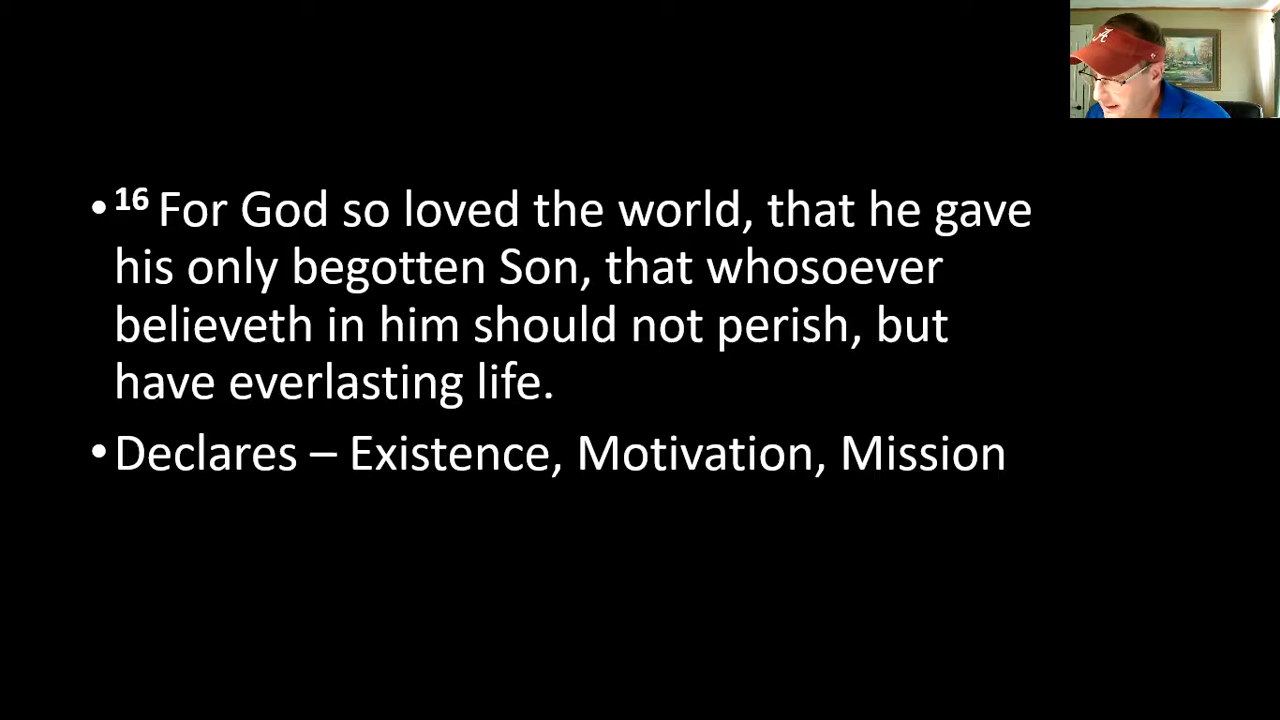 • 16 For God so loved the world, that he gave
his only begotten Son, that whosoever
believeth in him should not perish, but
have everlasting life.
• Declares – Existence, Motivation, Mission
A